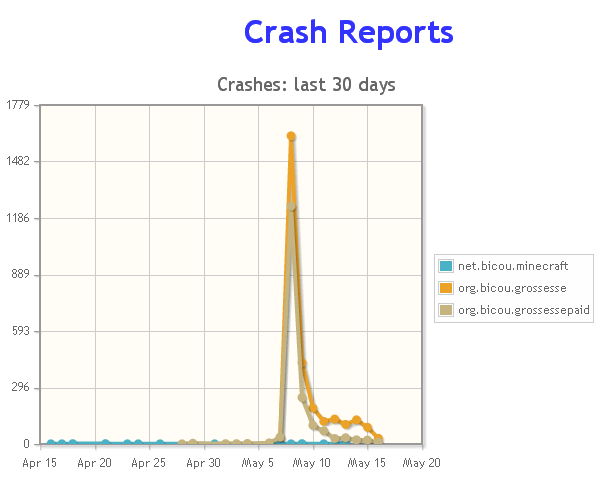 Crash Reports
Crashes: last 30 days
1779
1482
1186
889
593
296
0
Apr 15 Apr 20 Apr 25 Apr 30 May 5 May 10 May 15 May 20
net.bicou.minecraft
org.bicou.grossesse
org.bicou.grossessepaid